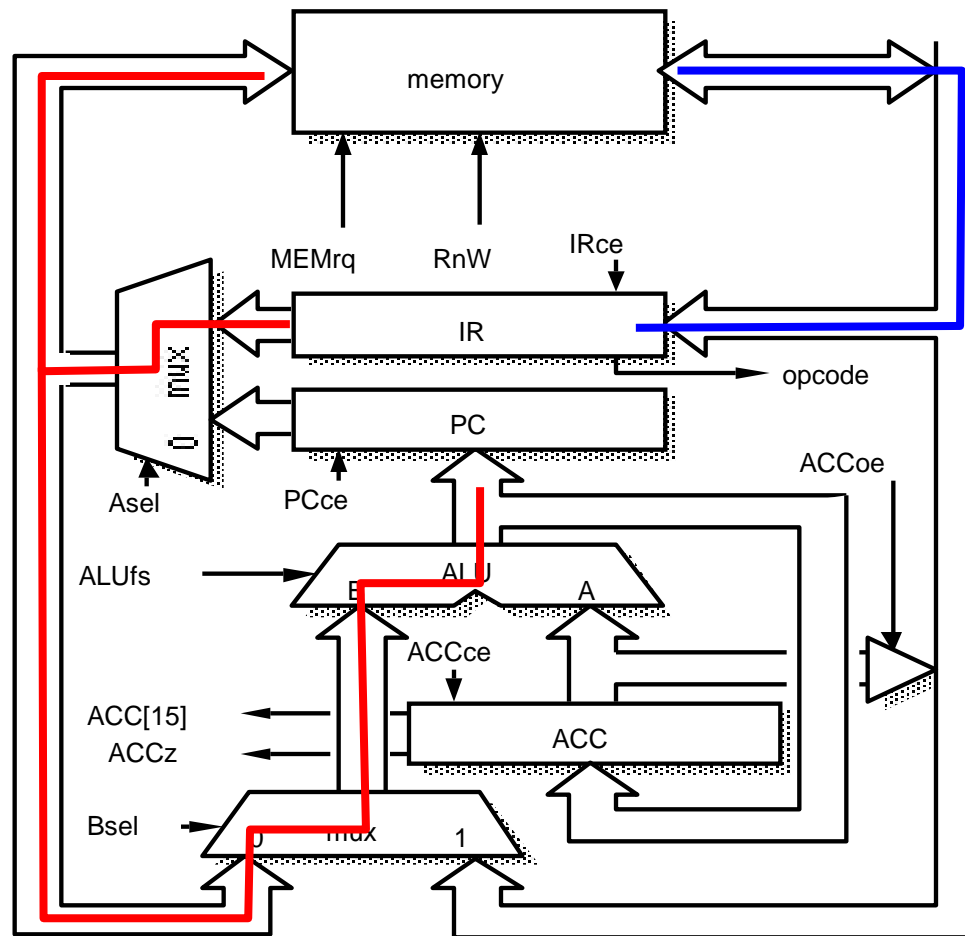 memory
MEMrq
RnW
IRce
IR
mux
0
opcode
PC
Asel
PCce
ACCoe
ALUfs
B
ALU
A
ACCce
ACC[15]
ACCz
ACC
Bsel
0
mux
1